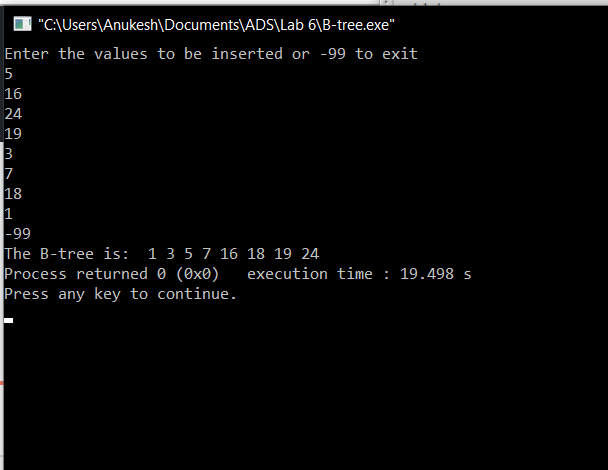 "C:\Users\Anukesh\Documents\ADS\Lab 6\B-tree.exe"
Enter the values to be inserted or -99 to exit
5
16
24
19
3
7
18
1
-99
The B-tree is:  1 3 5 7 16 18 19 24
Process returned 0 (0x0)   execution time : 19.498 s
Press any key to continue.